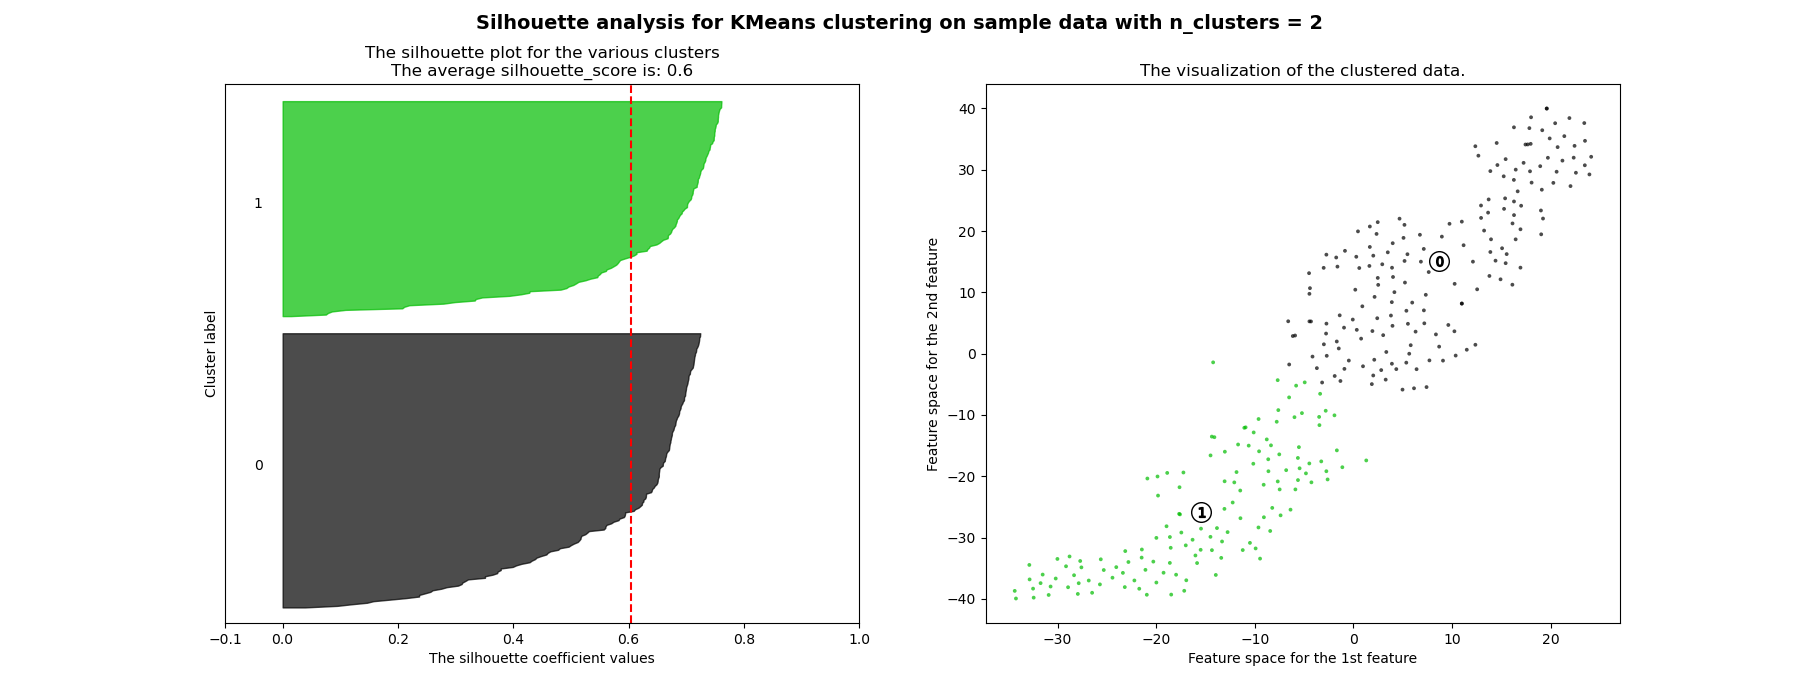 Silhouette analysis for KMeans clustering on sample data with n_clusters = 2
The silhouette plot for the various clusters
The average silhouette_score is: 0.6
1
0
Cluster label
−0.1 0.0 0.2 0.4 0.6 0.8 1.0
The silhouette coefficient values
The visualization of the clustered data.
40
30
20
10
0
−10
−20
−30
−40
Feature space for the 2nd feature
0
1
−30 −20 −10 0 10 20
Feature space for the 1st feature